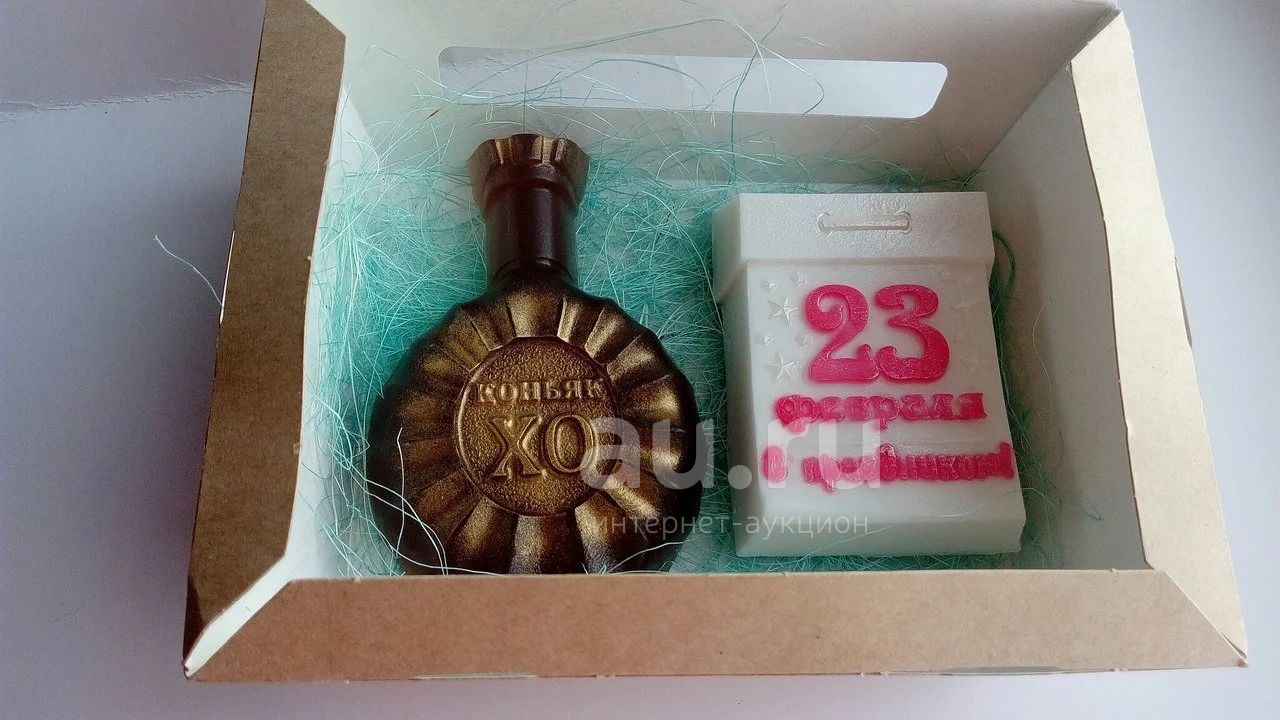 КОНЬЯК
XO
23
февраля
С праздником!
au.ru
интернет-аукцион